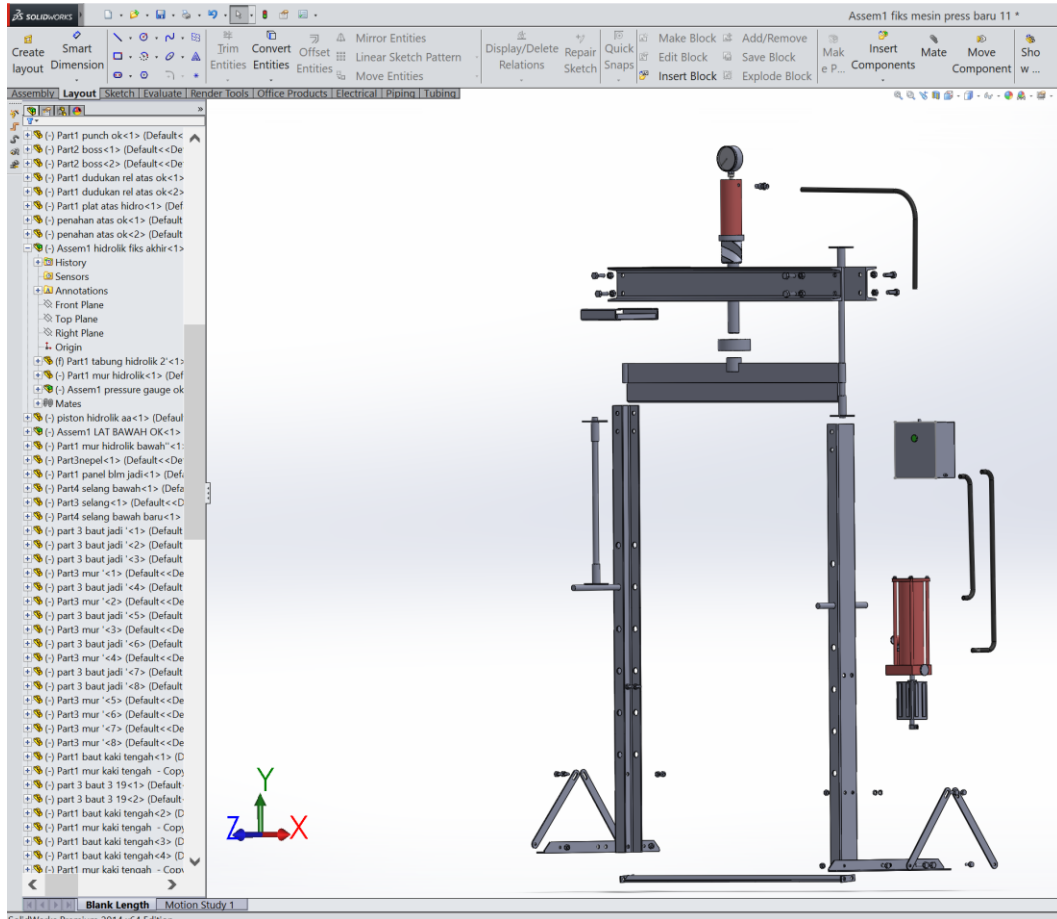 SOLIDWORKS
Assem1 fiks mesin press baru 11 *
Create layout
Smart Dimension
Trim Entities
Convert Entities
Offset Entities
Mirror Entities
Linear Sketch Pattern
Move Entities
Display/Delete Relations
Repair Sketch
Quick Snaps
Make Block
Edit Block
Insert Block
Add/Remove
Save Block
Explode Block
Mak e P...
Insert Components
Mate
Move Component
Sho w ...
Assembly Layout Sketch Evaluate Render Tools Office Products Electrical Piping Tubing
(-) Part1 punch ok<1> (Default<
(-) Part2 boss<1> (Default<<De
(-) Part2 boss<2> (Default<<De
(-) Part1 dudukan rel atas ok<1>
(-) Part1 dudukan rel atas ok<2>
(-) Part1 plat atas hidro<1> (Def
(-) penahan atas ok<1> (Default
(-) penahan atas ok<2> (Default
(-) Assem1 hidrolik fiks akhir<1>
History
Sensors
Annotations
Front Plane
Top Plane
Right Plane
Origin
(f) Part1 tabung hidrolik 2'<1>
(-) Part1 mur hidrolik<1> (Def
(-) Assem1 pressure gauge ok
Mates
(-) piston hidrolik aa<1> (Defaul
(-) Assem1 LAT BAWAH OK<1>
(-) Part1 mur hidrolik bawah''<1>
(-) Part3nepel<1> (Default<<De
(-) Part1 panel blm jadi<1> (Defa
(-) Part4 selang bawah<1> (Defa
(-) Part3 selang<1> (Default<<D
(-) Part4 selang bawah baru<1>
(-) part 3 baut jadi '<1> (Default
(-) part 3 baut jadi '<2> (Default
(-) part 3 baut jadi '<3> (Default
(-) Part3 mur '<1> (Default<<De
(-) part 3 baut jadi '<4> (Default
(-) Part3 mur '<2> (Default<<De
(-) part 3 baut jadi '<5> (Default
(-) Part3 mur '<3> (Default<<De
(-) part 3 baut jadi '<6> (Default
(-) Part3 mur '<4> (Default<<De
(-) part 3 baut jadi '<7> (Default
(-) part 3 baut jadi '<8> (Default
(-) Part3 mur '<5> (Default<<De
(-) Part3 mur '<6> (Default<<De
(-) Part3 mur '<7> (Default<<De
(-) Part3 mur '<8> (Default<<De
(-) Part1 baut kaki tengah<1> (D
(-) Part1 mur kaki tengah - Copy
(-) part 3 baut 3 19<1> (Default
(-) part 3 baut 3 19<2> (Default
(-) Part1 baut kaki tengah<2> (D
(-) Part1 mur kaki tengah - Copy
(-) Part1 baut kaki tengah<3> (D
(-) Part1 baut kaki tengah<4> (D
(-) Part1 mur kaki tengah - Copy
Y
Z X
Blank Length Motion Study 1
SolidWorks Premium 2014 x64 Edition